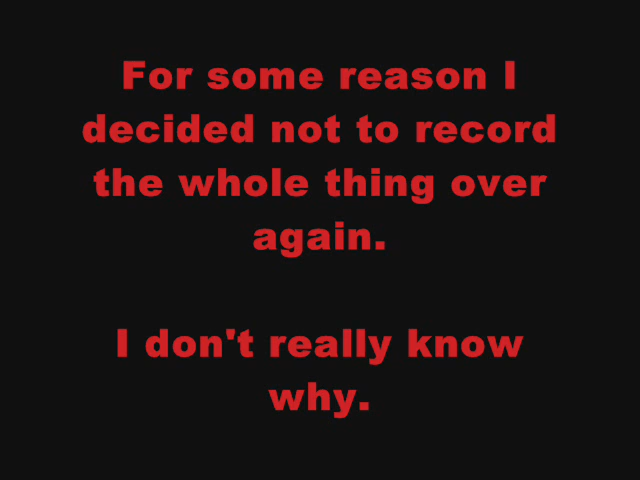 For some reason I
decided not to record
the whole thing over
again.
I don't really know
why.